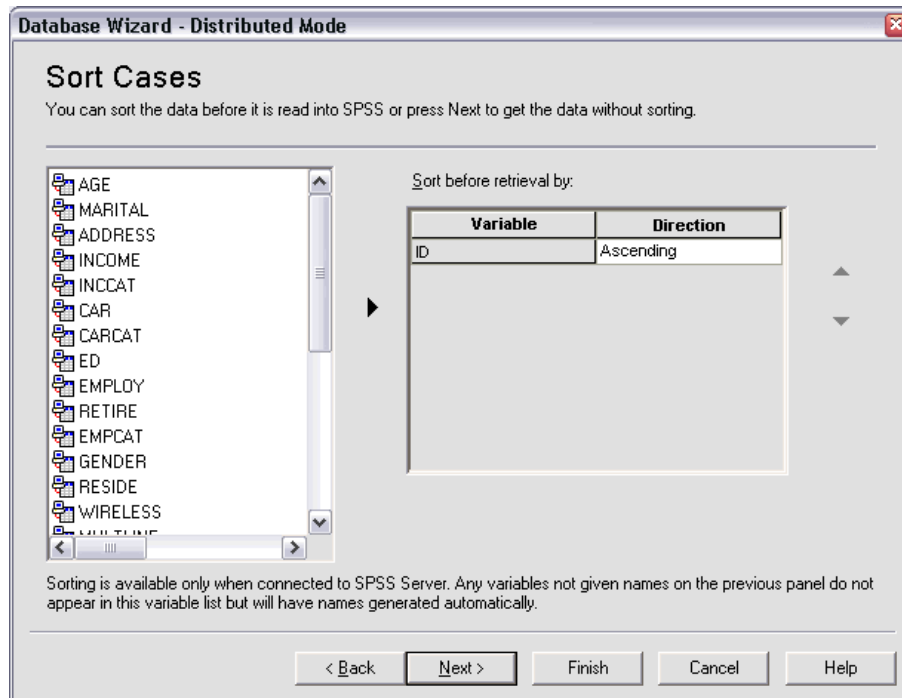 Database Wizard - Distributed Mode
Sort Cases
You can sort the data before it is read into SPSS or press Next to get the data without sorting.
AGE
MARITAL
ADDRESS
INCOME
INCCAT
CAR
CARCAT
ED
EMPLOY
RETIRE
EMPCAT
GENDER
RESIDE
WIRELESS
Sort before retrieval by:
Variable Direction
ID Ascending
Sorting is available only when connected to SPSS Server. Any variables not given names on the previous panel do not
appear in this variable list but will have names generated automatically.
< Back Next > Finish Cancel Help